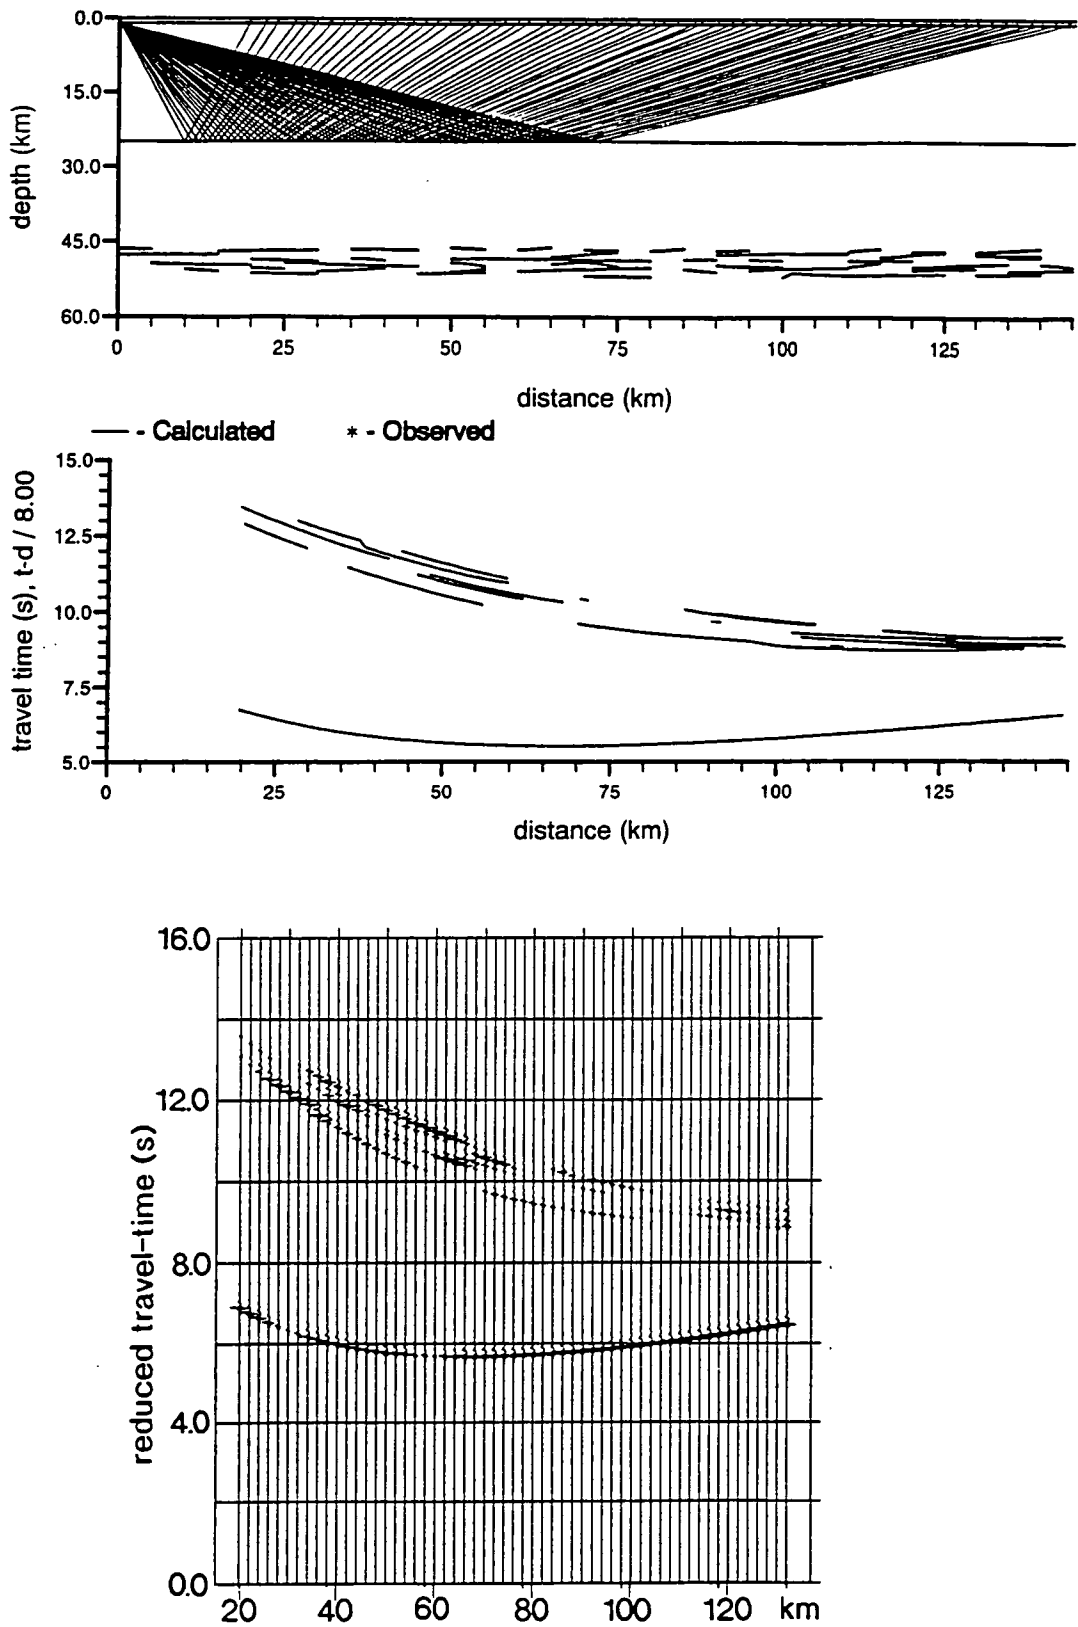 0.0
15.0
30.0
45.0
60.0
depth (km)
0 25 50 75 100 125
distance (km)
- Calculated * - Observed
15.0
12.5
10.0
7.5
5.0
travel time (s), t-d / 8.00
0 25 50 75 100 125
distance (km)
16.0
12.0
8.0
4.0
0.0
reduced travel-time (s)
20 40 60 80 100 120 km